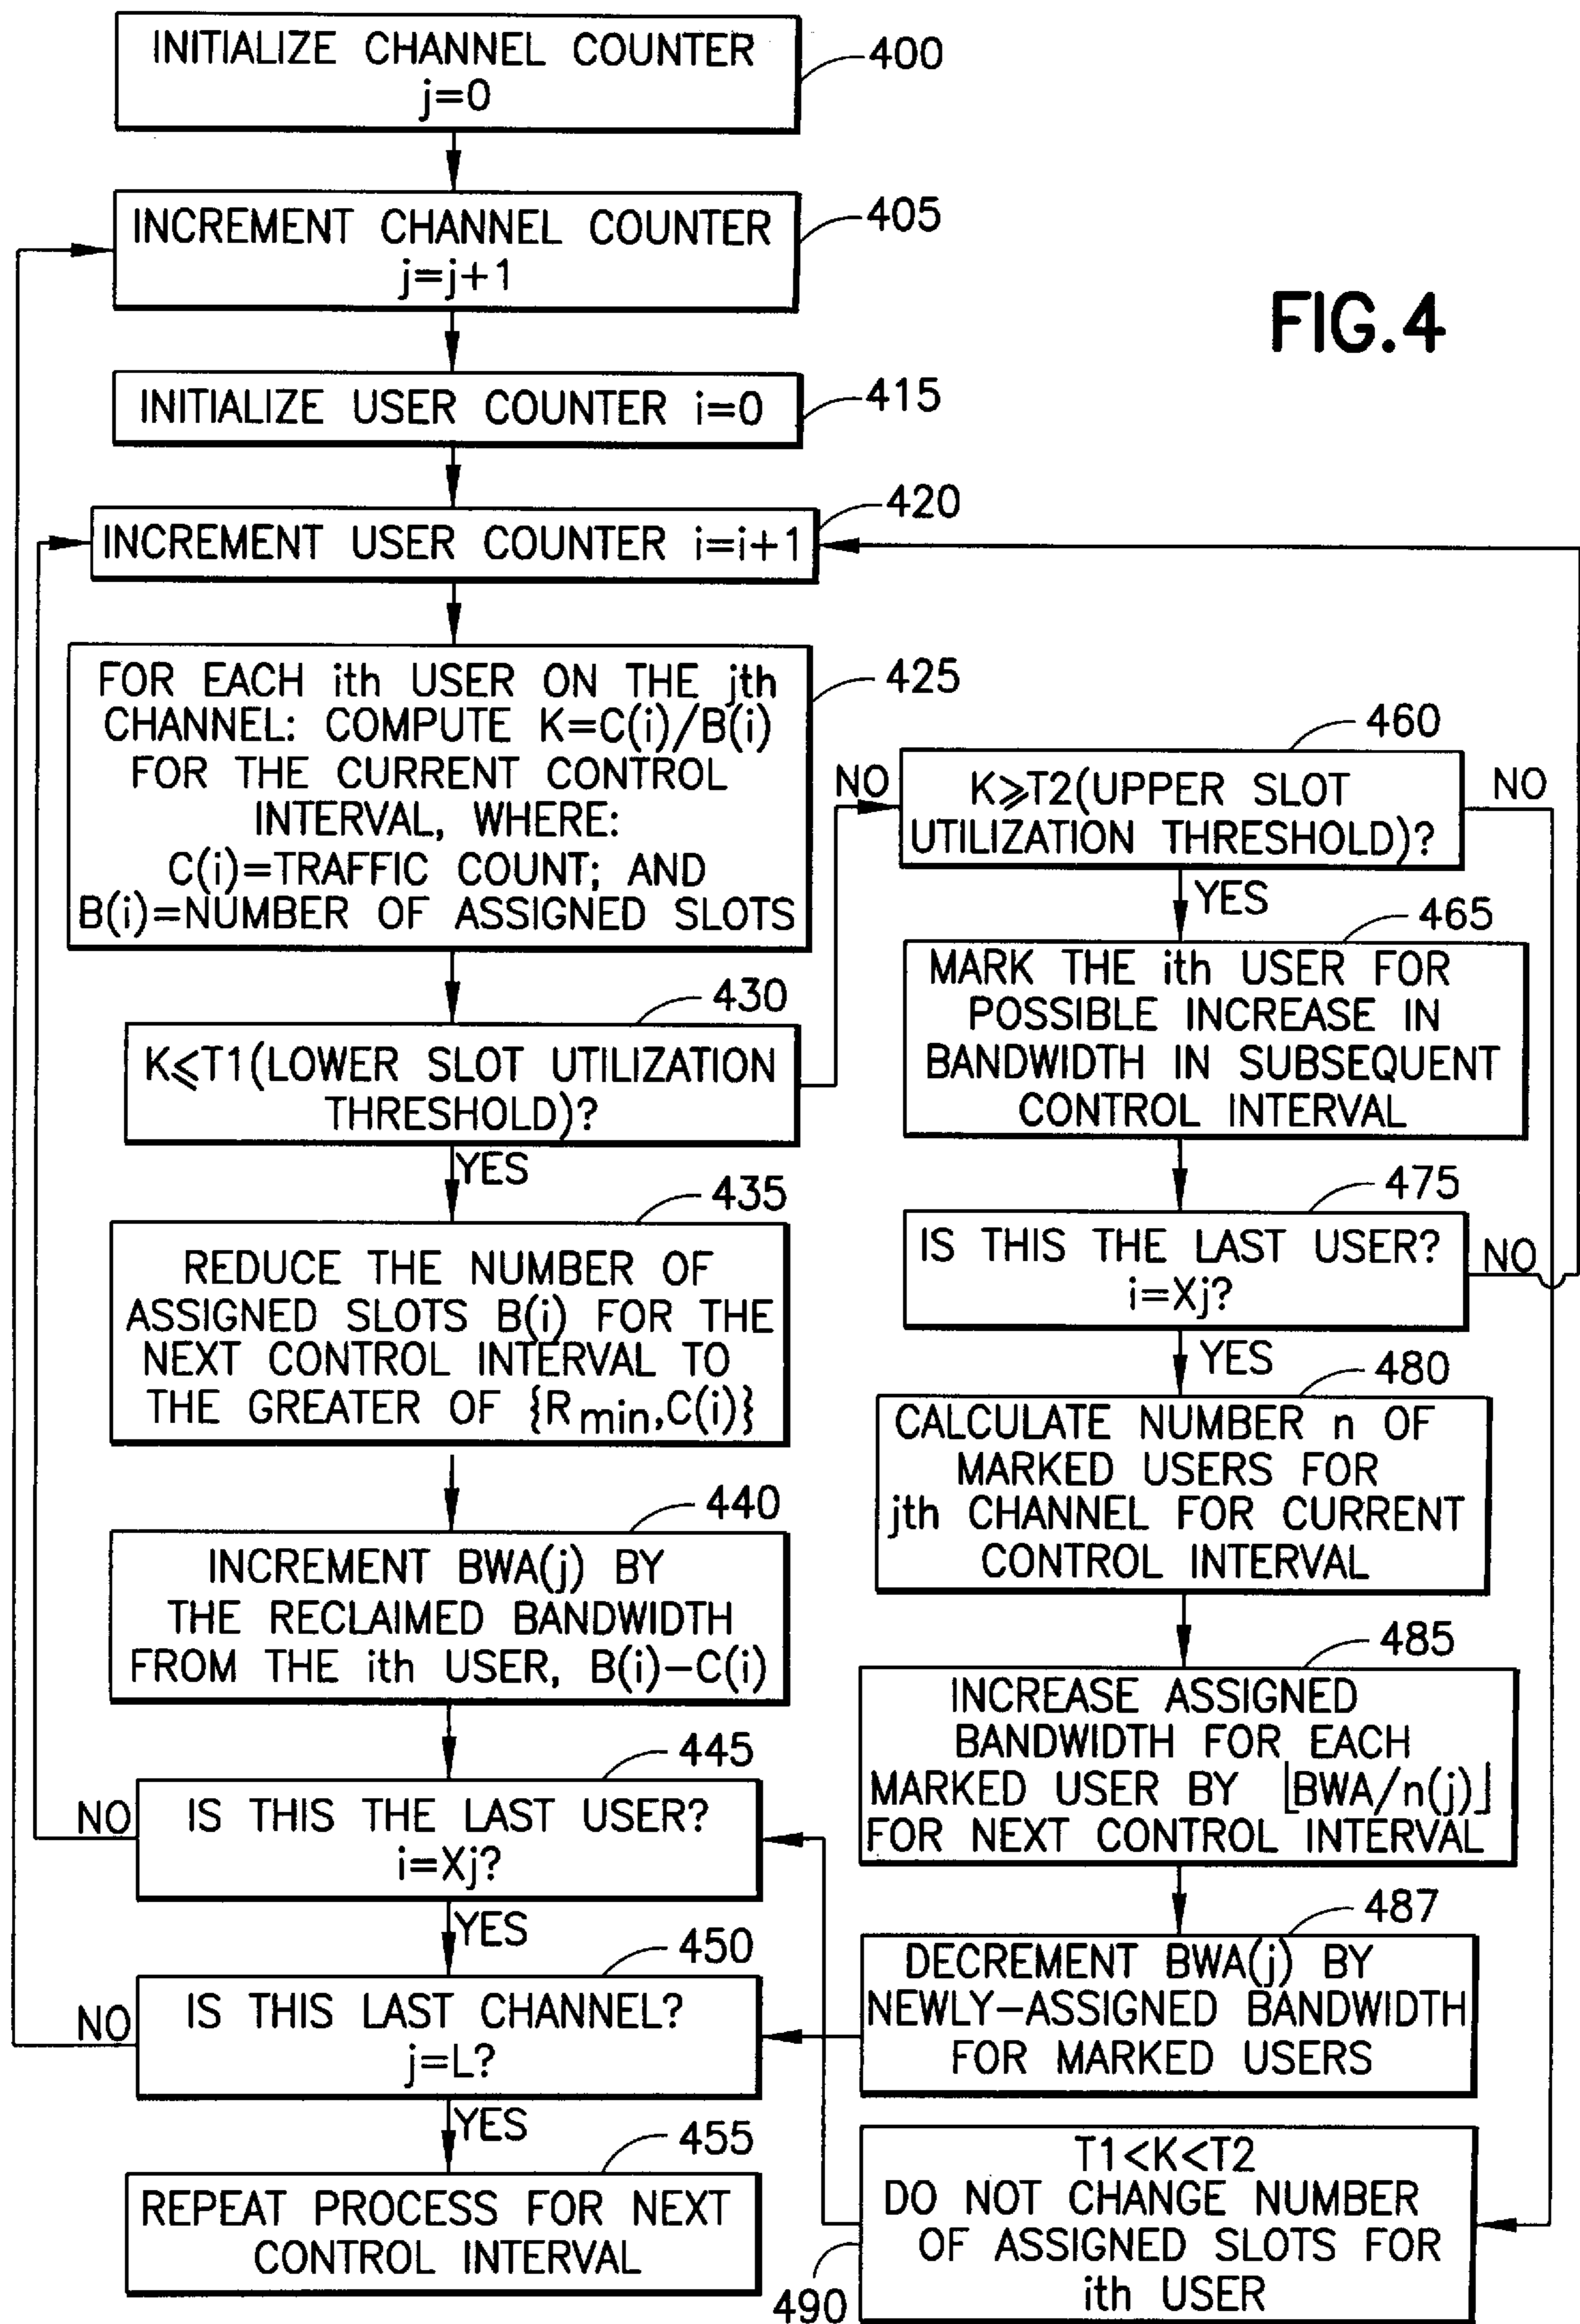 INITIALIZE CHANNEL COUNTER
j=0
400
INCREMENT CHANNEL COUNTER
j=j+1
405
FIG.4
INITIALIZE USER COUNTER i=0
415
INCREMENT USER COUNTER i=i+1
420
FOR EACH ith USER ON THE jth
CHANNEL: COMPUTE K=C(i)/B(i)
FOR THE CURRENT CONTROL
INTERVAL, WHERE:
C(i)=TRAFFIC COUNT; AND
B(i)=NUMBER OF ASSIGNED SLOTS
425
430
K⩽T1(LOWER SLOT UTILIZATION
THRESHOLD)?
NO
YES
435
REDUCE THE NUMBER OF
ASSIGNED SLOTS B(i) FOR THE
NEXT CONTROL INTERVAL TO
THE GREATER OF {Rmin,C(i)}
440
INCREMENT BWA(j) BY
THE RECLAIMED BANDWIDTH
FROM THE ith USER, B(i)-C(i)
445
IS THIS THE LAST USER?
i=Xj?
NO
YES
450
IS THIS LAST CHANNEL?
j=L?
NO
YES
455
REPEAT PROCESS FOR NEXT
CONTROL INTERVAL
460
K⩾T2(UPPER SLOT
UTILIZATION THRESHOLD)?
NO
YES
465
MARK THE ith USER FOR
POSSIBLE INCREASE IN
BANDWIDTH IN SUBSEQUENT
CONTROL INTERVAL
475
IS THIS THE LAST USER?
i=Xj?
NO
YES
480
CALCULATE NUMBER n OF
MARKED USERS FOR
jth CHANNEL FOR CURRENT
CONTROL INTERVAL
485
INCREASE ASSIGNED
BANDWIDTH FOR EACH
MARKED USER BY ⌊BWA/n(j)⌋
FOR NEXT CONTROL INTERVAL
487
DECREMENT BWA(j) BY
NEWLY-ASSIGNED BANDWIDTH
FOR MARKED USERS
T1<K<T2
DO NOT CHANGE NUMBER
OF ASSIGNED SLOTS FOR
ith USER
490